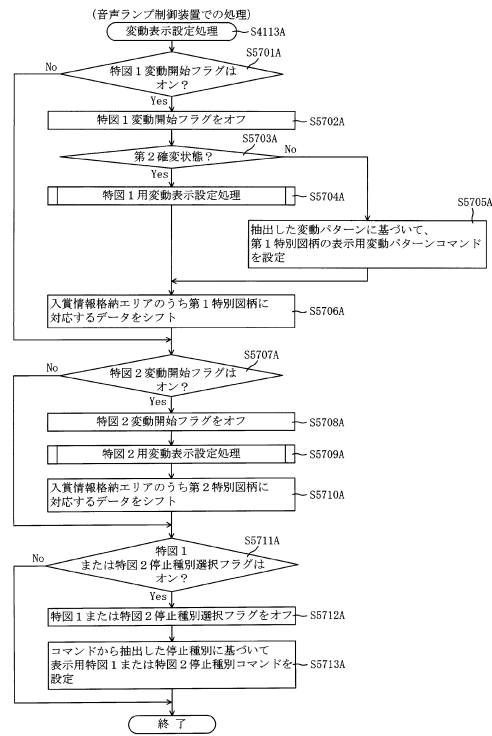 (音声ランプ制御装置での処理)
変動表示設定処理
S4113A
S5701A
特図1変動開始フラグは
オン?
No
Yes
特図1変動開始フラグをオフ
S5702A
S5703A
第2確変状態?
No
Yes
特図1用変動表示設定処理
S5704A
S5705A
抽出した変動パターンに基づいて、
第1特別図柄の表示用変動パターンコマンド
を設定
入賞情報格納エリアのうち第1特別図柄に
対応するデータをシフト
S5706A
S5707A
特図2変動開始フラグは
オン?
No
Yes
特図2変動開始フラグをオフ
S5708A
特図2用変動表示設定処理
S5709A
入賞情報格納エリアのうち第2特別図柄に
対応するデータをシフト
S5710A
S5711A
特図1
または特図2停止種別選択フラグは
オン?
No
Yes
特図1または特図2停止種別選択フラグをオフ
S5712A
コマンドから抽出した停止種別に基づいて
表示用特図1または特図2停止種別コマンドを
設定
S5713A
終了